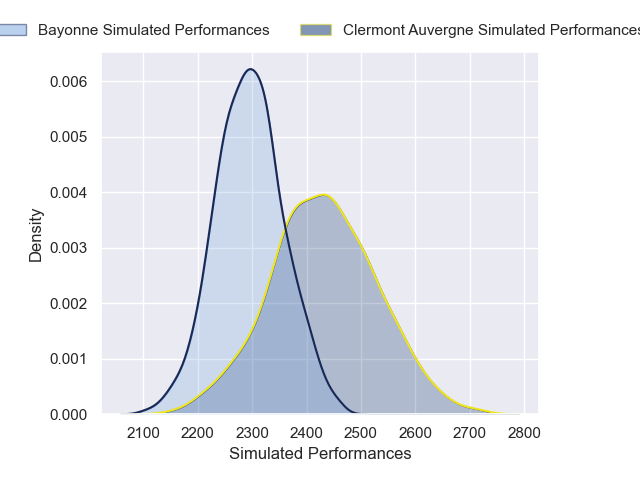 Bayonne Simulated Performances Clermont Auvergne Simulated Performances
0.006
0.005
0.004
0.003
0.002
0.001
0.000
Density
2100 2200 2300 2400 2500 2600 2700 2800
Simulated Performances